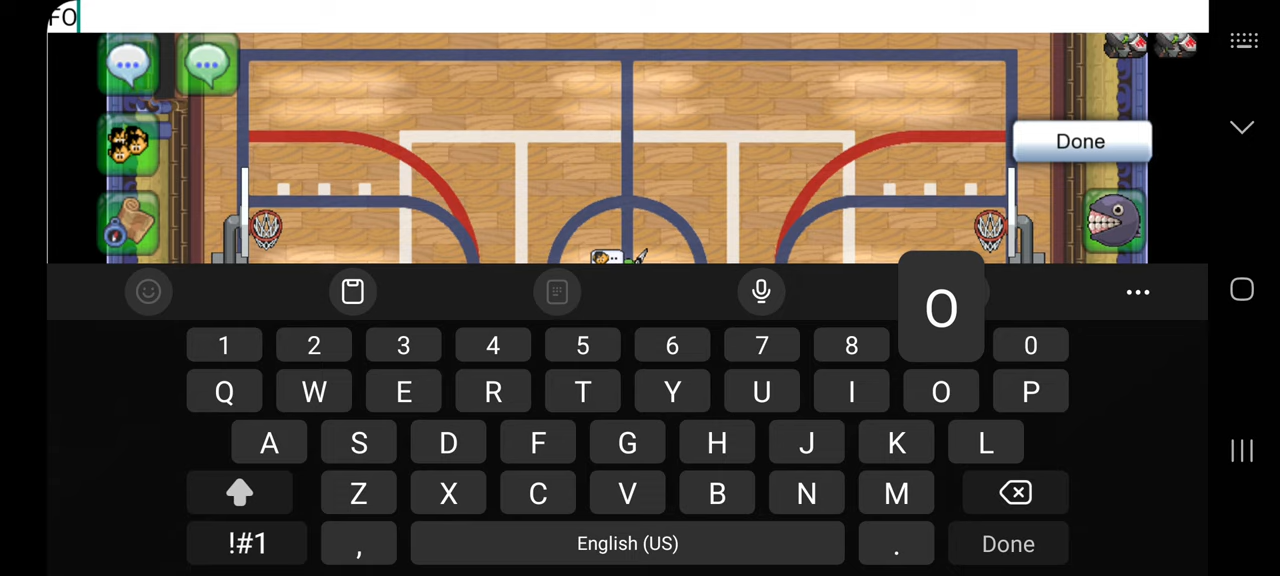 FO
Done
O
1 2 3 4 5 6 7 8 0
Q W E R T Y U I O P
A S D F G H J K L
Z X C V B N M
!#1 , English (US) . Done